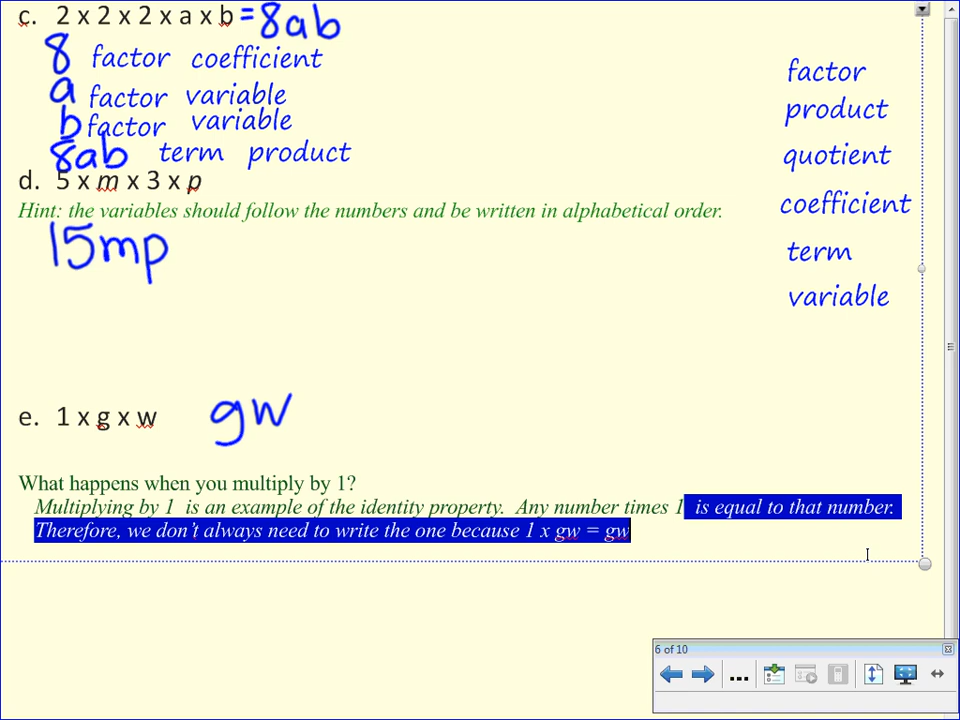 c. 2 x 2 x 2 x a x b = 8ab
8 factor coefficient
a factor variable
b factor variable
8ab term product
d. 5 x m x 3 x p
Hint: the variables should follow the numbers and be written in alphabetical order.
15mp
e. 1 x g x w gw
What happens when you multiply by 1?
Multiplying by 1 is an example of the identity property. Any number times 1 is equal to that number.
Therefore, we don't always need to write the one because 1 x gw = gw
factor
product
quotient
coefficient
term
variable
6 of 10